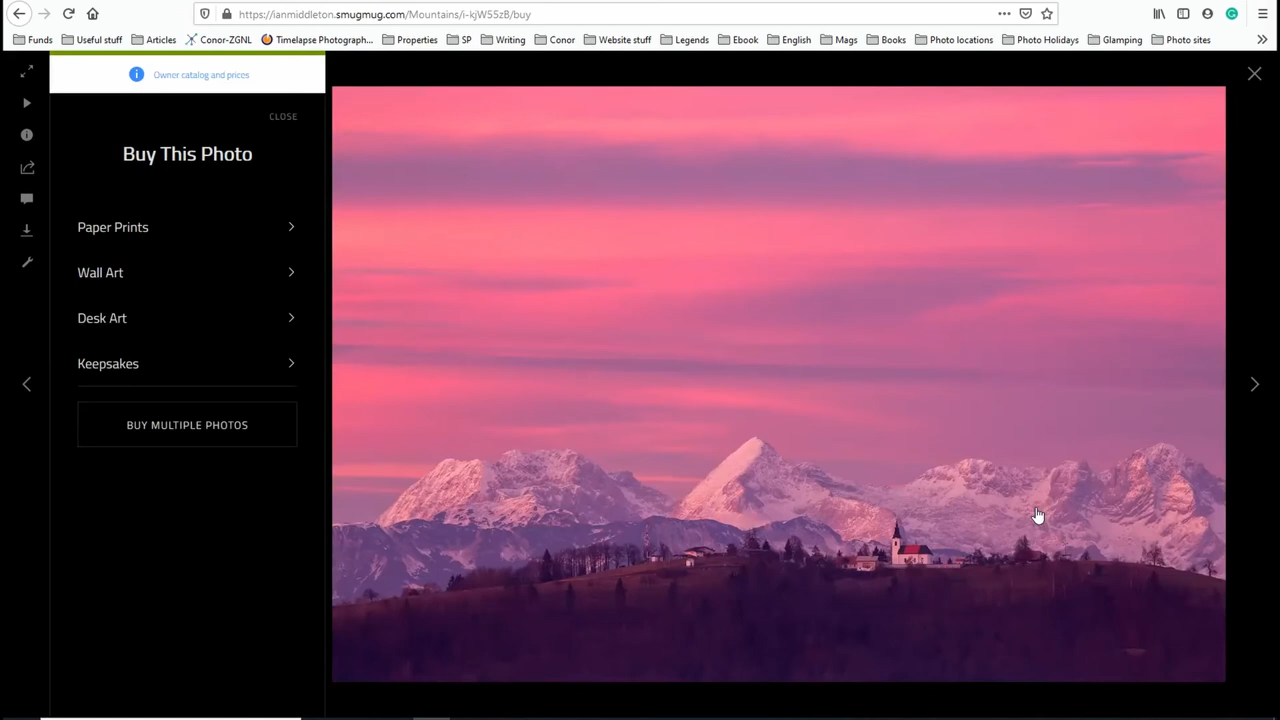 https://ianmiddleton.smugmug.com/Mountains/i-kjW55zB/buy
Funds Useful stuff Articles Conor-ZGNL Timelapse Photograph... Properties SP Writing Conor Website stuff Legends Ebook English Mags Books Photo locations Photo Holidays Glamping Photo sites
Owner catalog and prices
CLOSE
Buy This Photo
Paper Prints
Wall Art
Desk Art
Keepsakes
BUY MULTIPLE PHOTOS